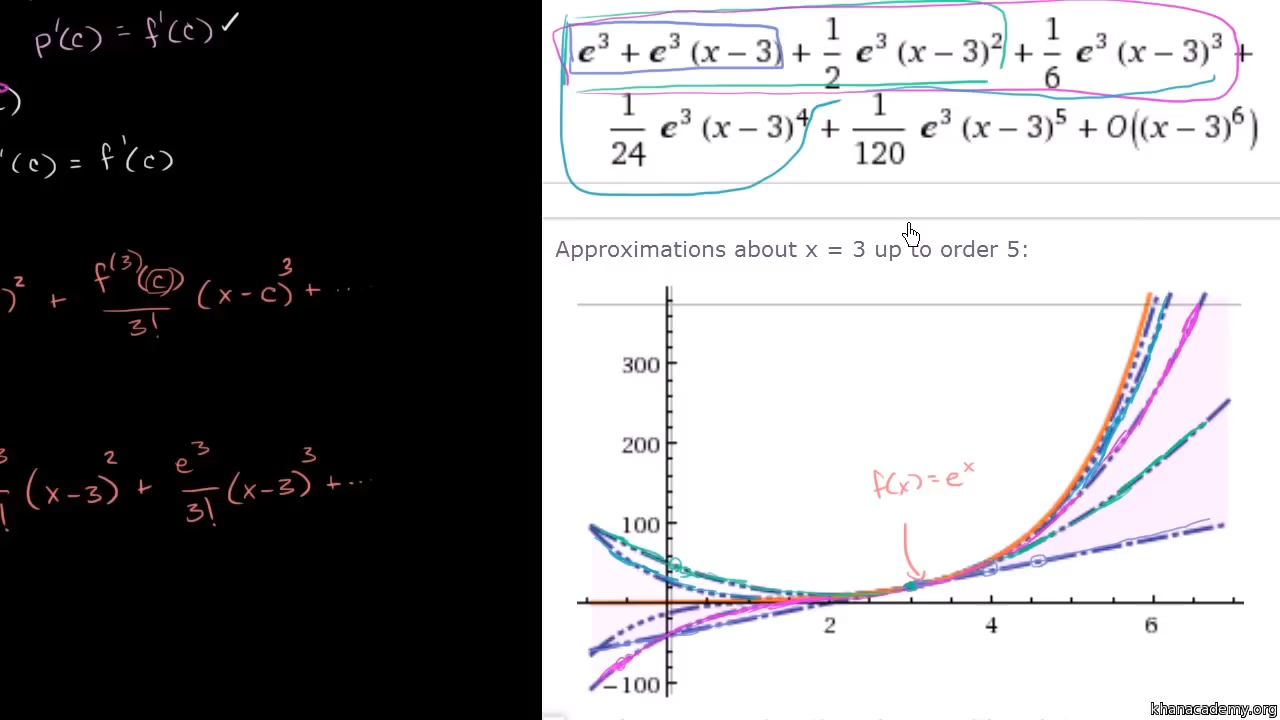 p'(c) = f'(c) ✓
c)
'(c) = f'(c)
)² + f⁽³⁾(c)/3! (x - c)³ + ...
³/! (x-3)² + e³/3! (x-3)³ + ...
e³ + e³ (x − 3) + 1/2 e³ (x − 3)² + 1/6 e³ (x − 3)³ +
1/24 e³ (x − 3)⁴ + 1/120 e³ (x − 3)⁵ + O((x − 3)⁶)
Approximations about x = 3 up to order 5:
300
200
f(x) = eˣ
100
2 4 6
−100
khanacademy.org